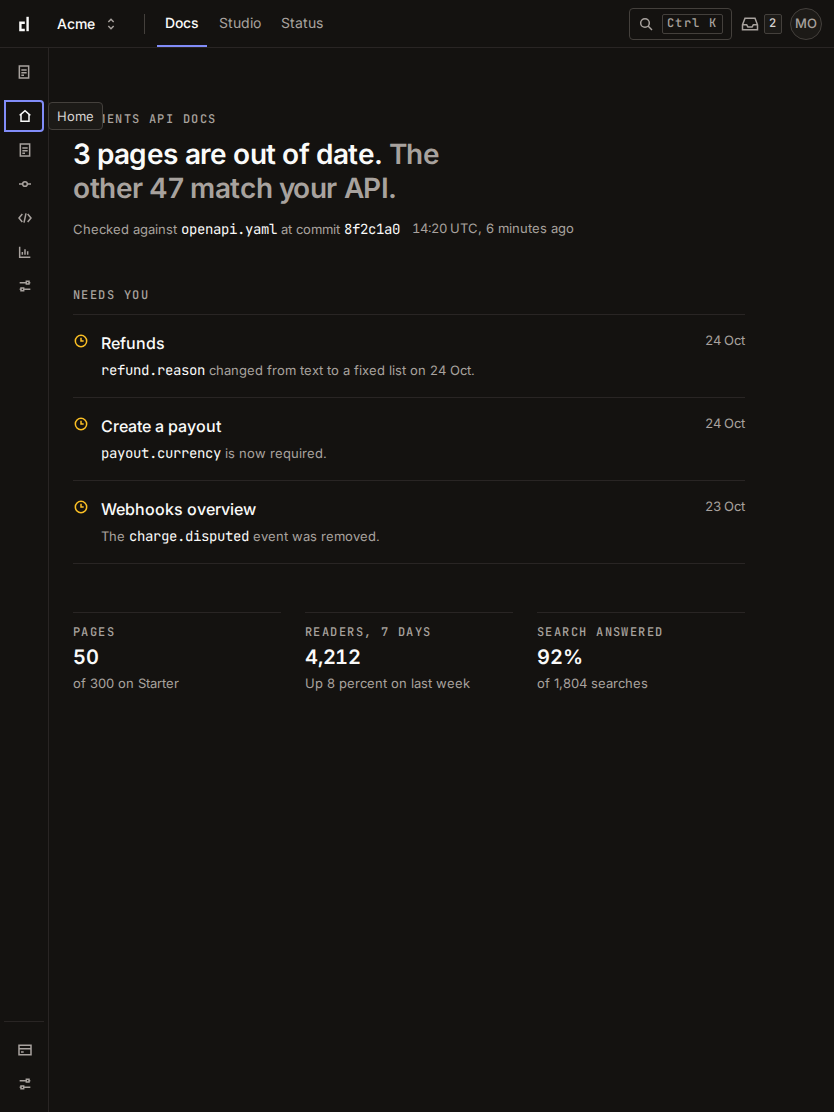 Acme
Docs
Studio
Status
Ctrl K
2
MO
Home
API DOCS
3 pages are out of date. The
other 47 match your API.
Checked against openapi.yaml at commit 8f2c1a0 14:20 UTC, 6 minutes ago
NEEDS YOU
Refunds
24 Oct
refund.reason changed from text to a fixed list on 24 Oct.
Create a payout
24 Oct
payout.currency is now required.
Webhooks overview
23 Oct
The charge.disputed event was removed.
PAGES
50
of 300 on Starter
READERS, 7 DAYS
4,212
Up 8 percent on last week
SEARCH ANSWERED
92%
of 1,804 searches